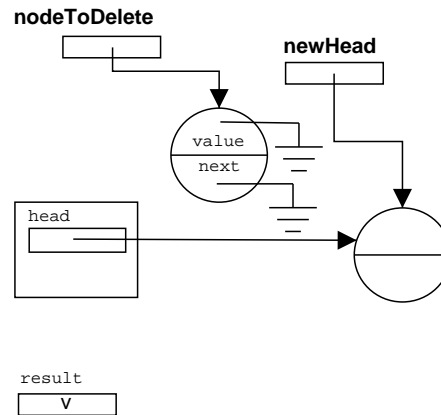 nodeToDelete
newHead
value
next
head
result
v